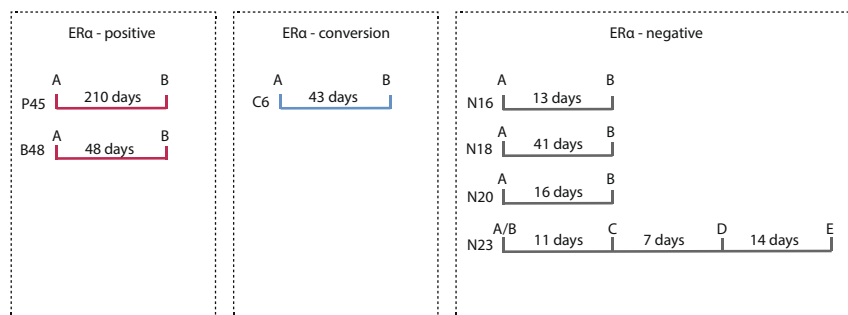 ERα - positive
A B
P45 210 days
A B
B48 48 days
ERα - conversion
A B
C6 43 days
ERα - negative
A B
N16 13 days
A B
N18 41 days
A B
N20 16 days
A/B C D E
N23 11 days 7 days 14 days